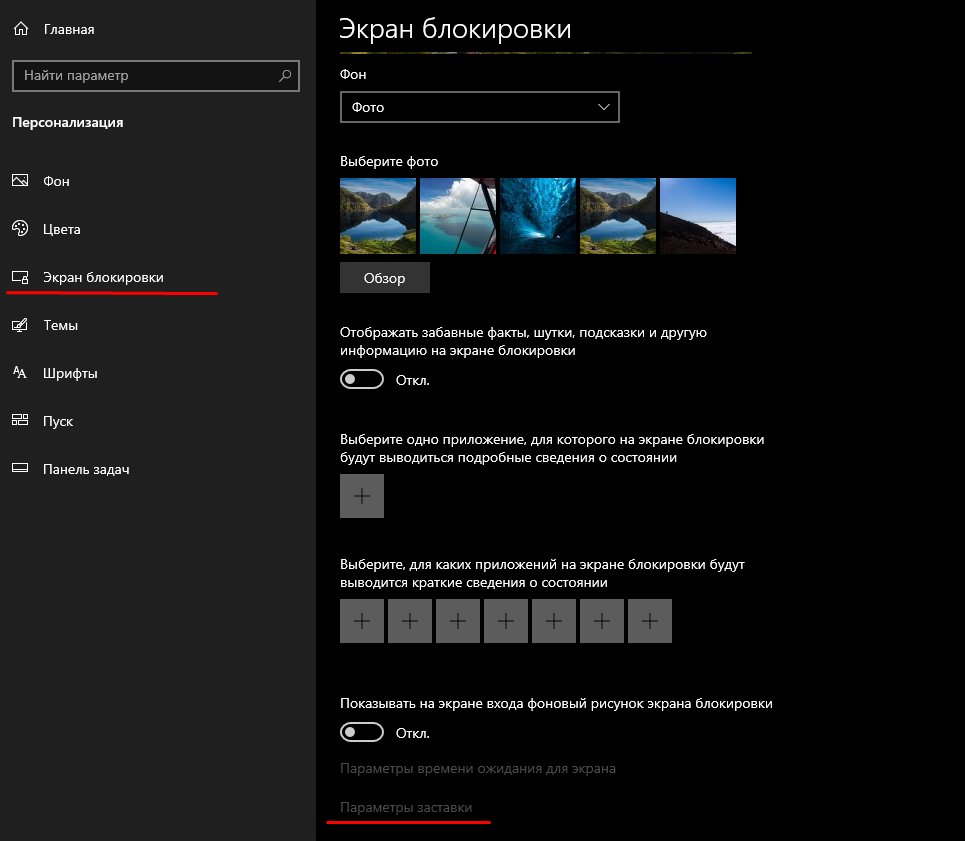 Главная
Найти параметр
Персонализация
Фон
Цвета
Экран блокировки
Темы
Шрифты
Пуск
Панель задач
Экран блокировки
Фон
Фото
Выберите фото
Обзор
Отображать забавные факты, шутки, подсказки и другую
информацию на экране блокировки
Откл.
Выберите одно приложение, для которого на экране блокировки
будут выводиться подробные сведения о состоянии
Выберите, для каких приложений на экране блокировки будут
выводится краткие сведения о состоянии
Показывать на экране входа фоновый рисунок экрана блокировки
Откл.
Параметры времени ожидания для экрана
Параметры заставки